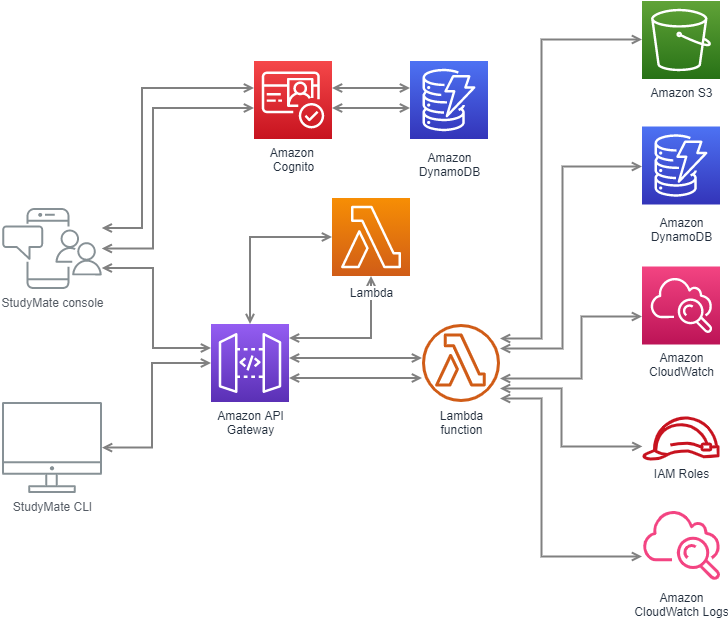 Amazon S3
Amazon
Cognito
Amazon
DynamoDB
Amazon
DynamoDB
StudyMate console
Lambda
Amazon
CloudWatch
Amazon API
Gateway
Lambda
function
IAM Roles
StudyMate CLI
Amazon
CloudWatch Logs